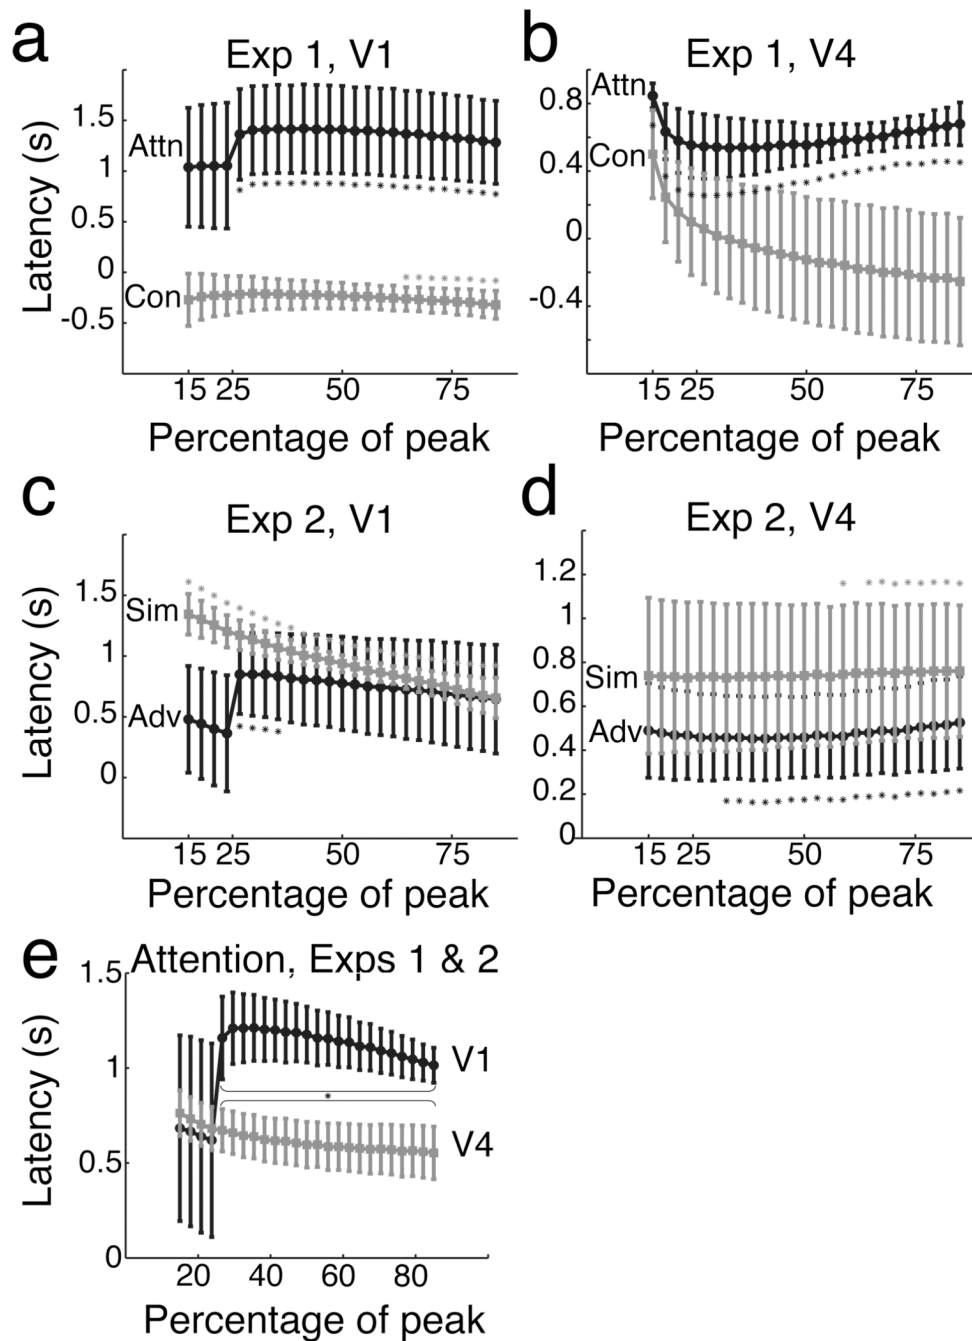 a
Exp 1, V1
Latency (s)
1.5
1
0.5
0
-0.5
Attn
Con
15 25 50 75
Percentage of peak
b
Exp 1, V4
0.8
0.4
0
-0.4
Attn
Con
15 25 50 75
Percentage of peak
c
Exp 2, V1
Latency (s)
1.5
1
0.5
0
Sim
Adv
15 25 50 75
Percentage of peak
d
Exp 2, V4
1.2
1
0.8
0.6
0.4
0.2
0
Sim
Adv
15 25 50 75
Percentage of peak
e
Attention, Exps 1 & 2
Latency (s)
1.5
1
0.5
0
V1
*
V4
20 40 60 80
Percentage of peak